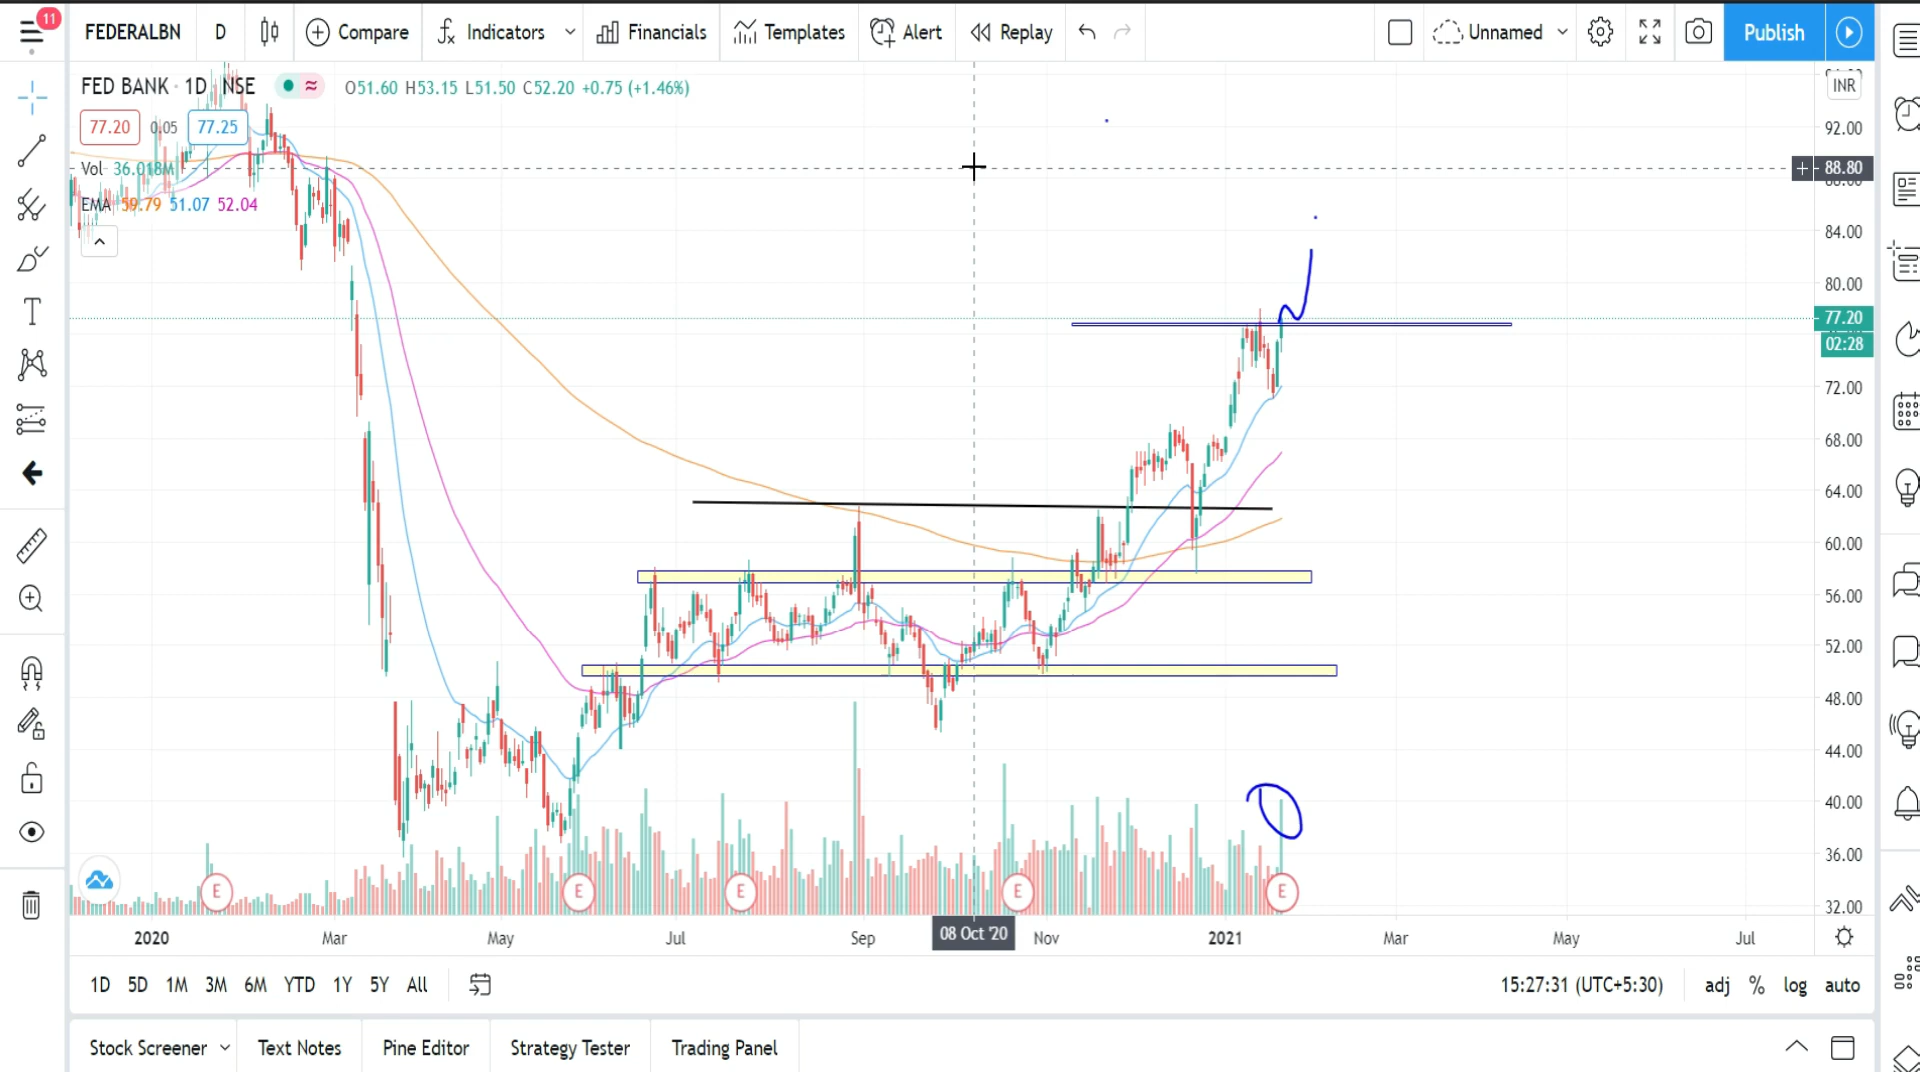 11
FEDERALBN D Compare Indicators Financials Templates Alert Replay Unnamed Publish
FED BANK · 1D NSE O51.60 H53.15 L51.50 C52.20 +0.75 (+1.46%) INR
77.20 0.05 77.25
Vol 36.018M
EMA 59.79 51.07 52.04
92.00
88.80
84.00
80.00
77.20
02:28
72.00
68.00
64.00
60.00
56.00
52.00
48.00
44.00
40.00
36.00
32.00
E E E E E
2020 Mar May Jul Sep 08 Oct '20 Nov 2021 Mar May Jul
1D 5D 1M 3M 6M YTD 1Y 5Y All 15:27:31 (UTC+5:30) adj % log auto
Stock Screener Text Notes Pine Editor Strategy Tester Trading Panel